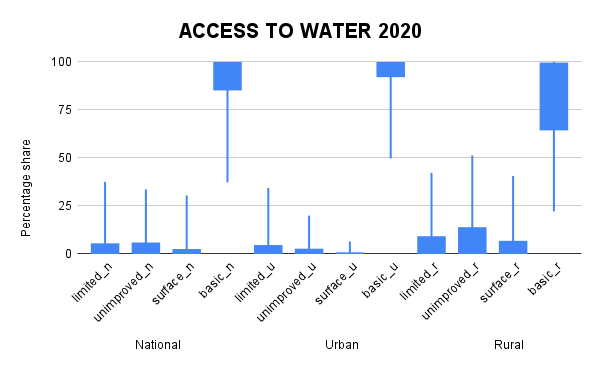 ACCESS TO WATER 2020
Percentage share
100
75
50
25
0
limited_n
unimproved_n
surface_n
basic_n
limited_u
unimproved_u
surface_u
basic_u
limited_r
unimproved_r
surface_r
basic_r
National
Urban
Rural